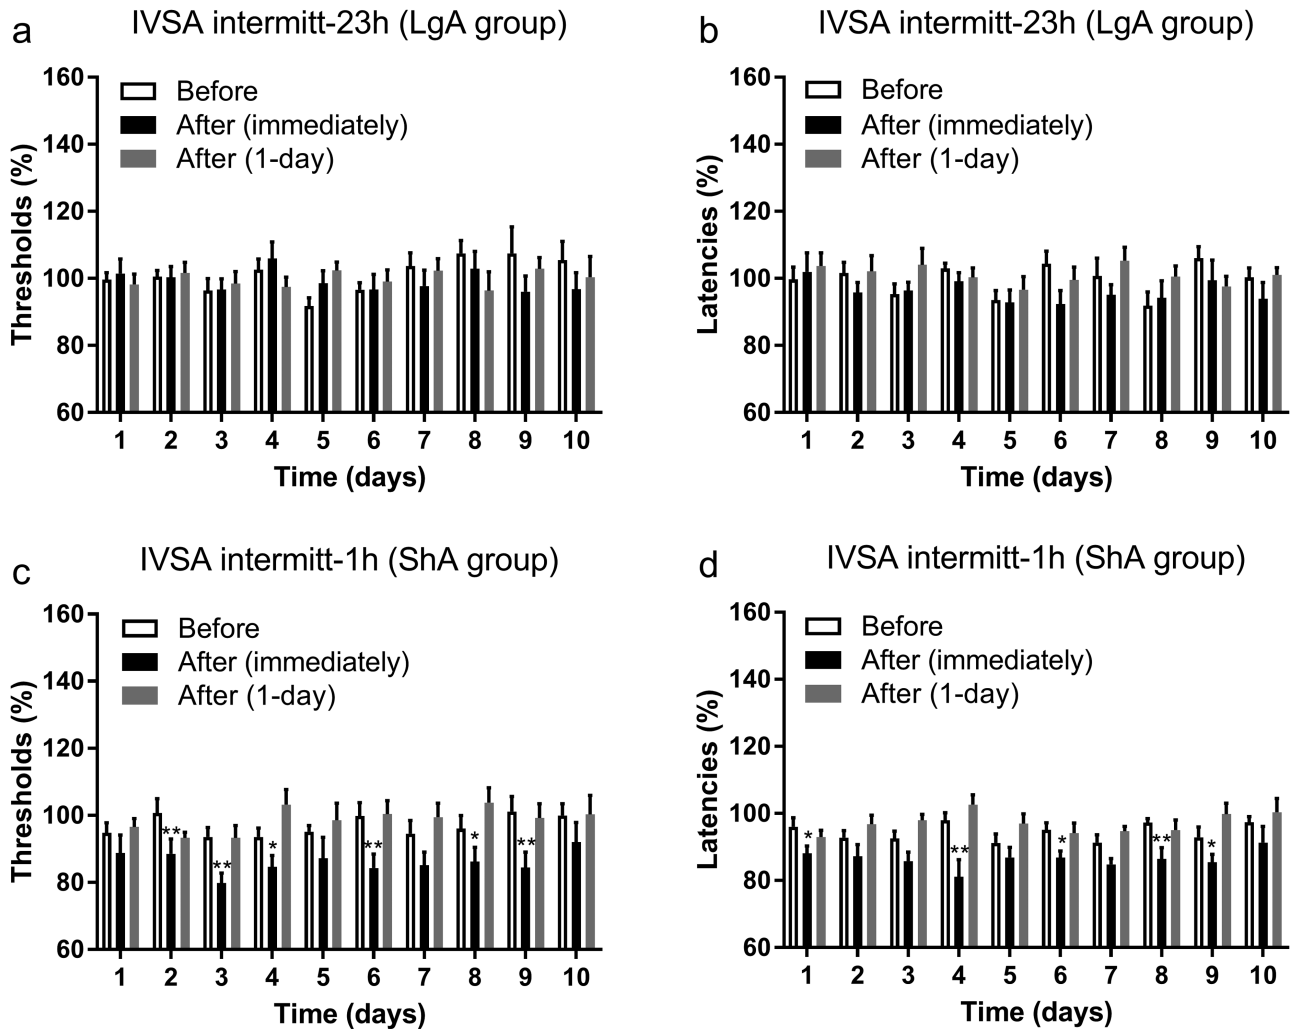 a
IVSA intermitt-23h (LgA group)
160
140
120
100
80
60
Thresholds (%)
Before
After (immediately)
After (1-day)
1 2 3 4 5 6 7 8 9 10
Time (days)
b
IVSA intermitt-23h (LgA group)
160
140
120
100
80
60
Latencies (%)
Before
After (immediately)
After (1-day)
1 2 3 4 5 6 7 8 9 10
Time (days)
c
IVSA intermitt-1h (ShA group)
160
140
120
100
80
60
Thresholds (%)
Before
After (immediately)
After (1-day)
** ** * ** * **
1 2 3 4 5 6 7 8 9 10
Time (days)
d
IVSA intermitt-1h (ShA group)
160
140
120
100
80
60
Latencies (%)
Before
After (immediately)
After (1-day)
* ** * ** *
1 2 3 4 5 6 7 8 9 10
Time (days)